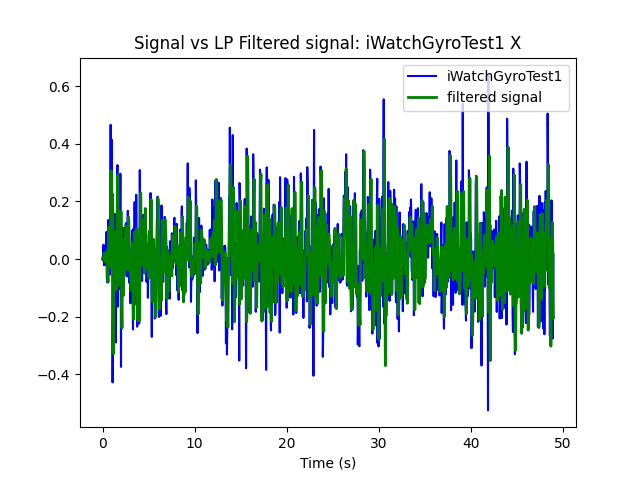 Signal vs LP Filtered signal: iWatchGyroTest1 X
iWatchGyroTest1
filtered signal
0.6
0.4
0.2
0.0
−0.2
−0.4
0 10 20 30 40 50
Time (s)